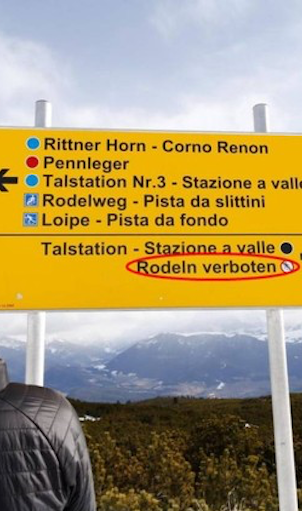 Rittner Horn - Corno Renon
Pennleger
Talstation Nr.3 - Stazione a valle
Rodelweg - Pista da slittini
Loipe - Pista da fondo
Talstation - Stazione a valle
Rodeln verboten